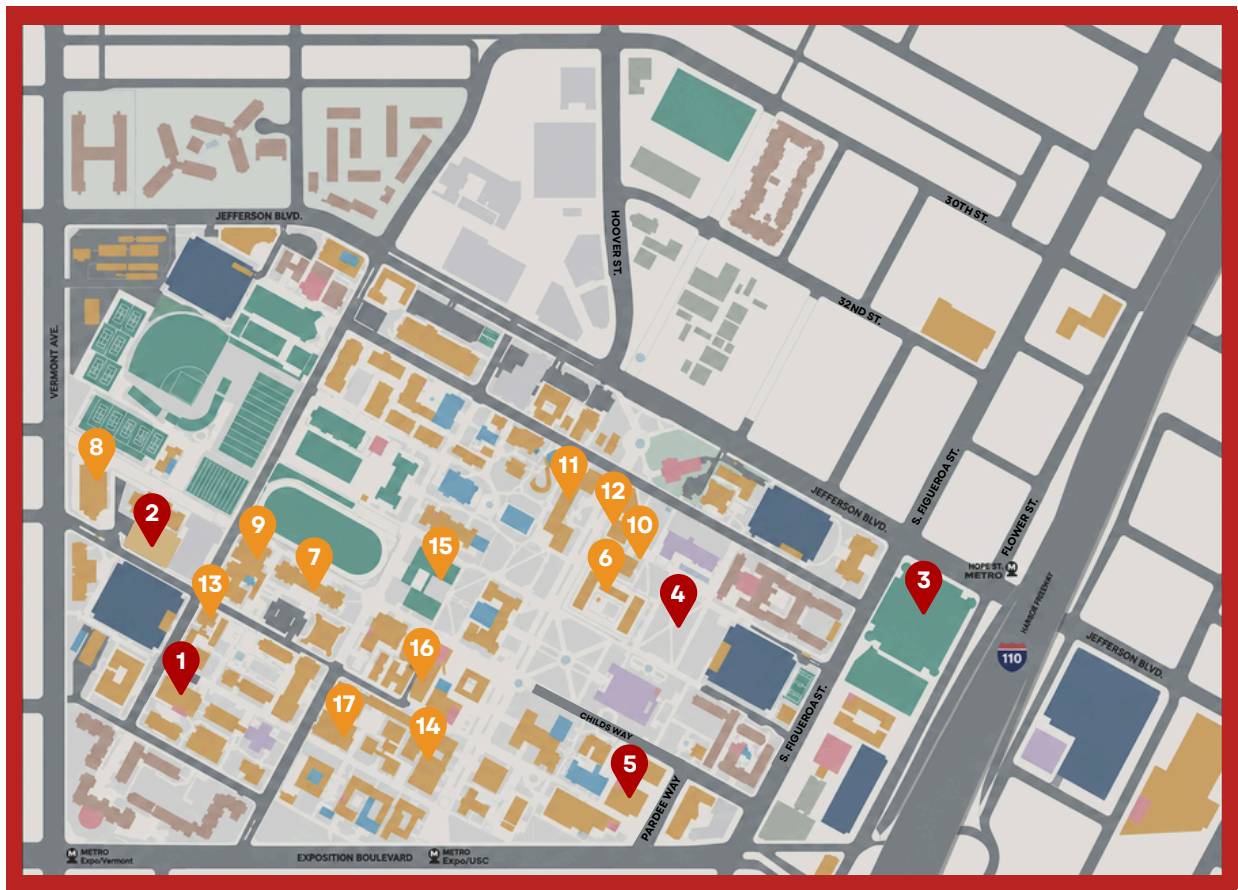 JEFFERSON BLVD.
HOOVER ST.
30TH ST.
32ND ST.
VERMONT AVE.
8
11
12
2
9
10
S. FIGUEROA ST.
JEFFERSON BLVD.
FLOWER ST.
15
7
6
13
4
3
HOPE ST.
METRO
M
HARBOR FREEWAY
110
1
16
17
14
JEFFERSON BLVD.
S. FIGUEROA ST.
CHILDS WAY
5
PARDEE WAY
M METRO
Expo/Vermont
EXPOSITION BOULEVARD
M METRO
Expo/USC